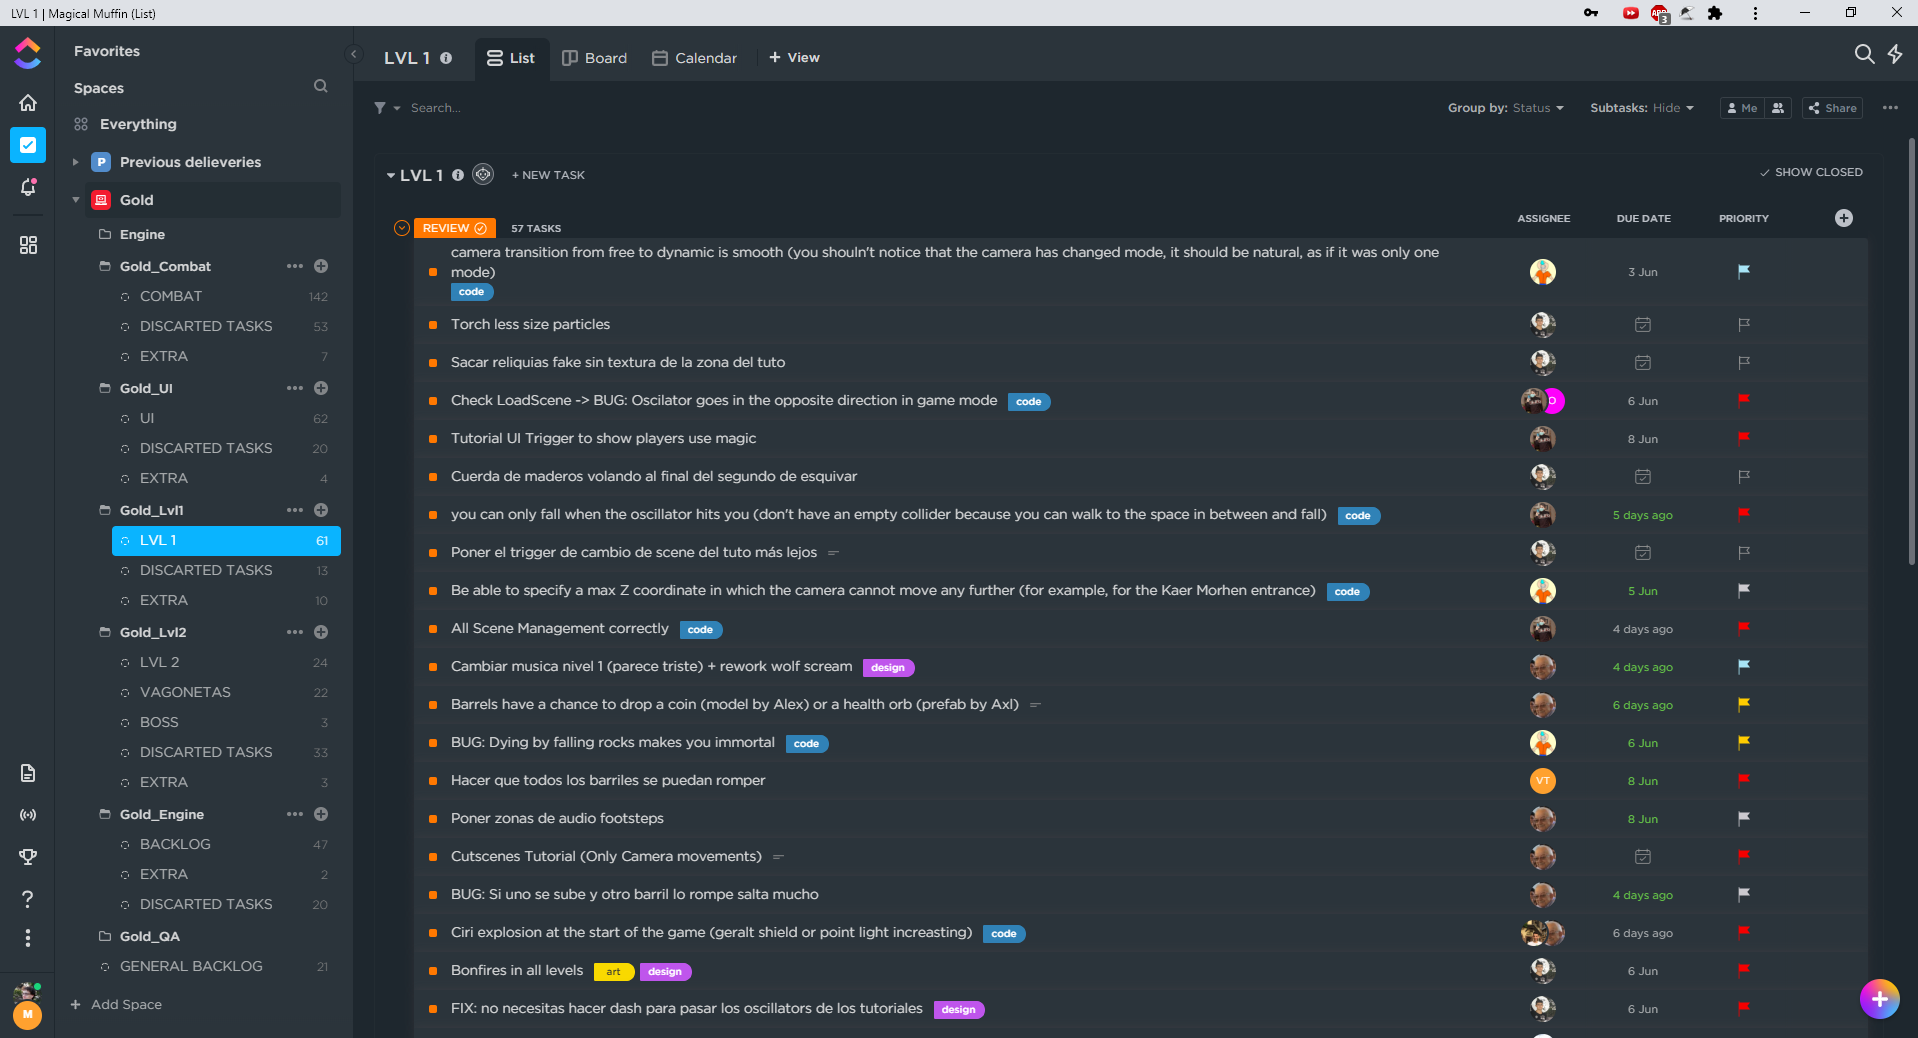 LVL 1 | Magical Muffin (List)
ABP
3
Favorites
Spaces
Everything
P Previous delieveries
Gold
Engine
Gold_Combat
COMBAT 142
DISCARTED TASKS 53
EXTRA 7
Gold_UI
UI 62
DISCARTED TASKS 20
EXTRA 4
Gold_Lvl1
LVL 1 61
DISCARTED TASKS 13
EXTRA 10
Gold_Lvl2
LVL 2 24
VAGONETAS 22
BOSS 3
DISCARTED TASKS 33
EXTRA 3
Gold_Engine
BACKLOG 47
EXTRA 2
DISCARTED TASKS 20
Gold_QA
GENERAL BACKLOG 21
+ Add Space
M
LVL 1 List Board Calendar + View
Search... Group by: Status Subtasks: Hide Me Share
LVL 1 + NEW TASK SHOW CLOSED
REVIEW 57 TASKS ASSIGNEE DUE DATE PRIORITY
camera transition from free to dynamic is smooth (you shouln't notice that the camera has changed mode, it should be natural, as if it was only one
mode) 3 Jun
code
Torch less size particles
Sacar reliquias fake sin textura de la zona del tuto
Check LoadScene -> BUG: Oscilator goes in the opposite direction in game mode code O 6 Jun
Tutorial UI Trigger to show players use magic 8 Jun
Cuerda de maderos volando al final del segundo de esquivar
you can only fall when the oscillator hits you (don't have an empty collider because you can walk to the space in between and fall) code 5 days ago
Poner el trigger de cambio de scene del tuto más lejos
Be able to specify a max Z coordinate in which the camera cannot move any further (for example, for the Kaer Morhen entrance) code 5 Jun
All Scene Management correctly code 4 days ago
Cambiar musica nivel 1 (parece triste) + rework wolf scream design 4 days ago
Barrels have a chance to drop a coin (model by Alex) or a health orb (prefab by Axl) 6 days ago
BUG: Dying by falling rocks makes you immortal code 6 Jun
Hacer que todos los barriles se puedan romper VT 8 Jun
Poner zonas de audio footsteps 8 Jun
Cutscenes Tutorial (Only Camera movements)
BUG: Si uno se sube y otro barril lo rompe salta mucho 4 days ago
Ciri explosion at the start of the game (geralt shield or point light increasting) code 6 days ago
Bonfires in all levels art design 6 Jun
FIX: no necesitas hacer dash para pasar los oscillators de los tutoriales design 6 Jun